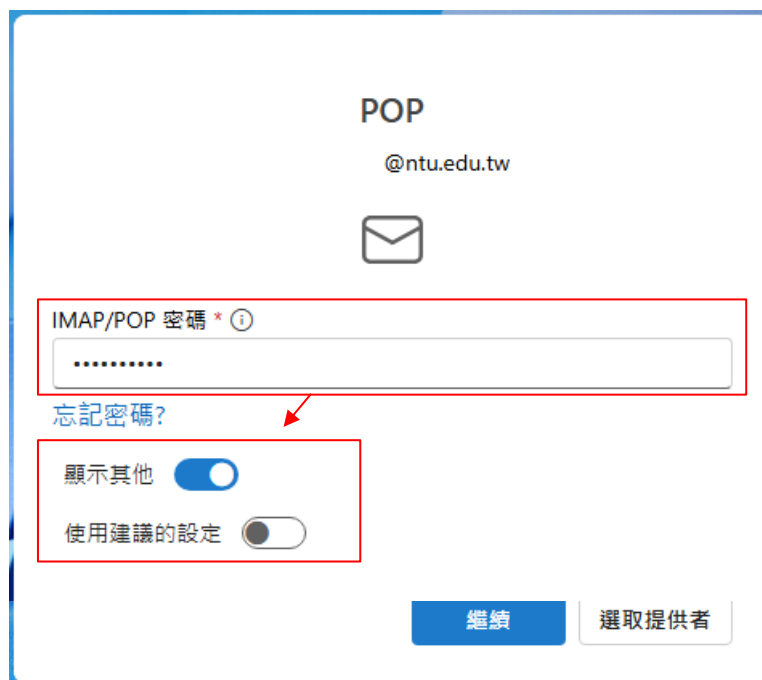 POP
@ntu.edu.tw
IMAP/POP 密碼 *
••••••••••
忘記密碼?
顯示其他
使用建議的設定
繼續 選取提供者